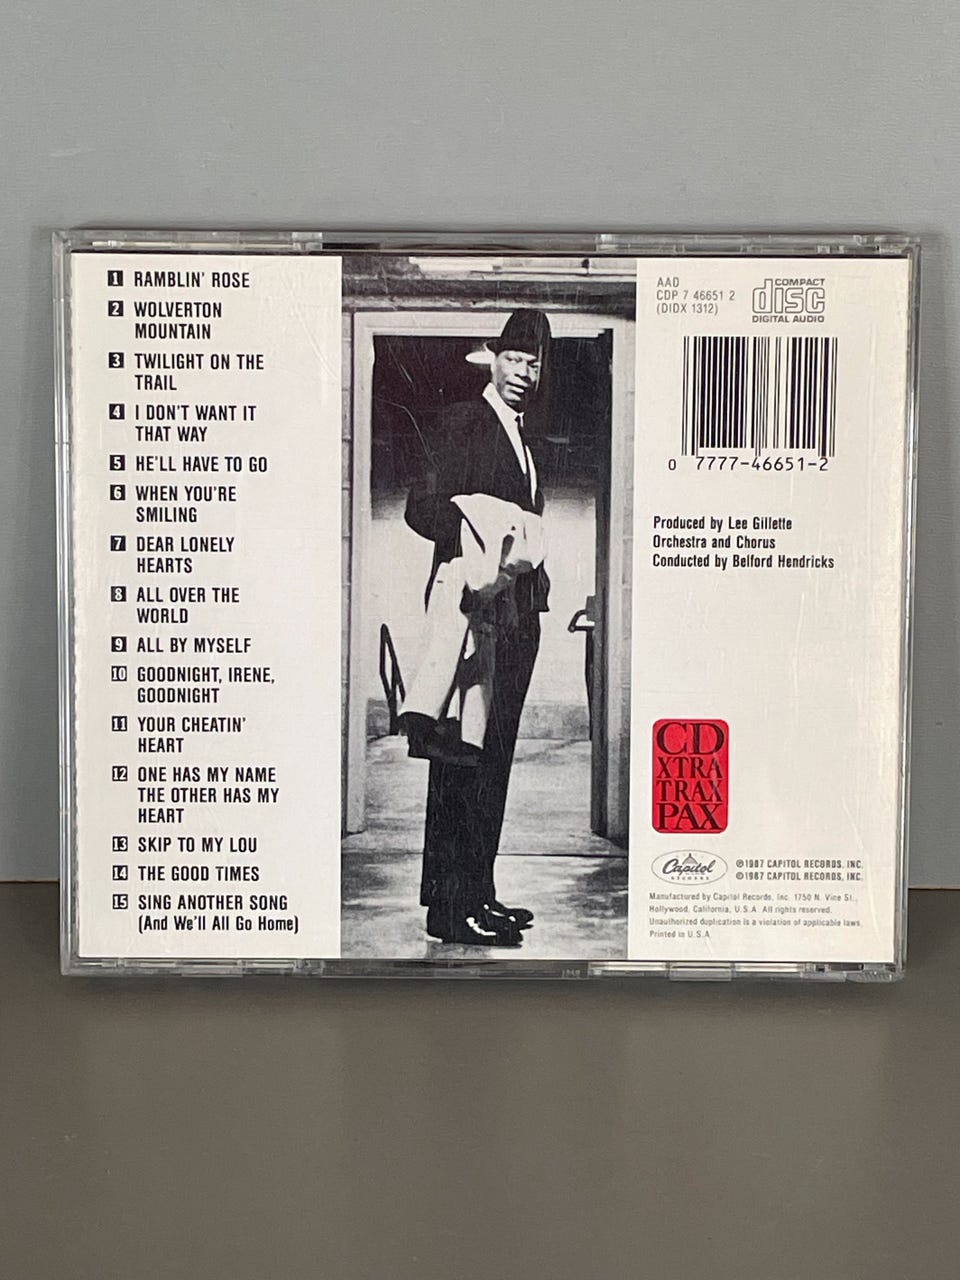 1 RAMBLIN' ROSE
2 WOLVERTON
MOUNTAIN
3 TWILIGHT ON THE
TRAIL
4 I DON'T WANT IT
THAT WAY
5 HE'LL HAVE TO GO
6 WHEN YOU'RE
SMILING
7 DEAR LONELY
HEARTS
8 ALL OVER THE
WORLD
9 ALL BY MYSELF
10 GOODNIGHT, IRENE,
GOODNIGHT
11 YOUR CHEATIN'
HEART
12 ONE HAS MY NAME
THE OTHER HAS MY
HEART
13 SKIP TO MY LOU
14 THE GOOD TIMES
15 SING ANOTHER SONG
(And We'll All Go Home)
AAD
CDP 7 46651 2
(DIDX 1312)
COMPACT
disc
DIGITAL AUDIO
0 7777-46651-2
Produced by Lee Gillette
Orchestra and Chorus
Conducted by Belford Hendricks
CD
XTRA
TRAX
PAX
Capitol
RECORDS
©1987 CAPITOL RECORDS, INC.
©1987 CAPITOL RECORDS, INC.
Manufactured by Capitol Records, Inc. 1750 N. Vine St.,
Hollywood, California, U.S.A. All rights reserved.
Unauthorized duplication is a violation of applicable laws.
Printed in U.S.A.